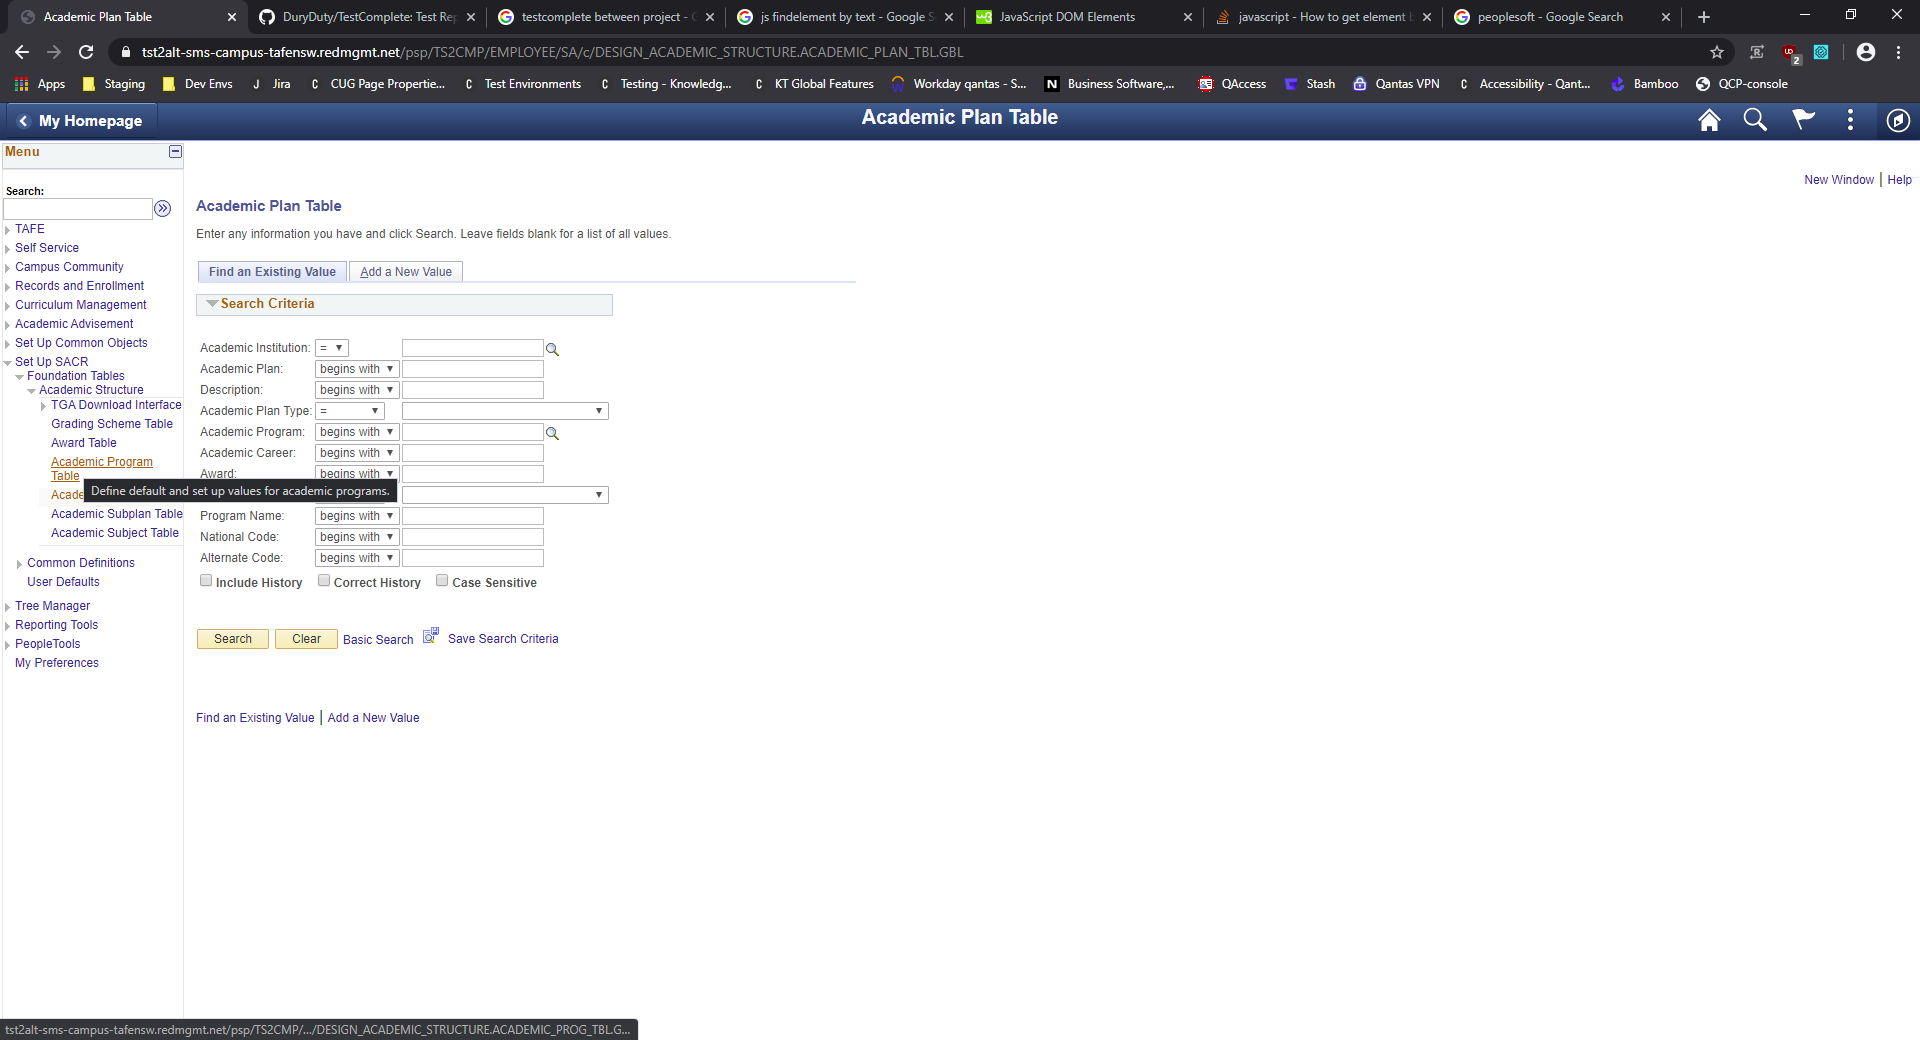 Academic Plan Table
DuryDuty/TestComplete: Test Rep
testcomplete between project - G
js findelement by text - Google S
JavaScript DOM Elements
javascript - How to get element b
peoplesoft - Google Search
tst2alt-sms-campus-tafensw.redmgmt.net/psp/TS2CMP/EMPLOYEE/SA/c/DESIGN_ACADEMIC_STRUCTURE.ACADEMIC_PLAN_TBL.GBL
2
Apps
Staging
Dev Envs
J Jira
C CUG Page Propertie...
C Test Environments
C Testing - Knowledg...
C KT Global Features
Workday qantas - S...
N Business Software,...
QAccess
Stash
Qantas VPN
C Accessibility - Qant...
Bamboo
QCP-console
My Homepage
Academic Plan Table
Menu
New Window | Help
Search:
TAFE
Self Service
Campus Community
Records and Enrollment
Curriculum Management
Academic Advisement
Set Up Common Objects
Set Up SACR
Foundation Tables
Academic Structure
TGA Download Interface
Grading Scheme Table
Award Table
Academic Program
Table
Acade
Academic Subplan Table
Academic Subject Table
Common Definitions
User Defaults
Tree Manager
Reporting Tools
PeopleTools
My Preferences
Define default and set up values for academic programs.
Academic Plan Table
Enter any information you have and click Search. Leave fields blank for a list of all values.
Find an Existing Value
Add a New Value
Search Criteria
Academic Institution: =
Academic Plan: begins with
Description: begins with
Academic Plan Type: =
Academic Program: begins with
Academic Career: begins with
Award: begins with
Program Name: begins with
National Code: begins with
Alternate Code: begins with
Include History
Correct History
Case Sensitive
Search
Clear
Basic Search
Save Search Criteria
Find an Existing Value | Add a New Value
tst2alt-sms-campus-tafensw.redmgmt.net/psp/TS2CMP/.../DESIGN_ACADEMIC_STRUCTURE.ACADEMIC_PROG_TBL.G...